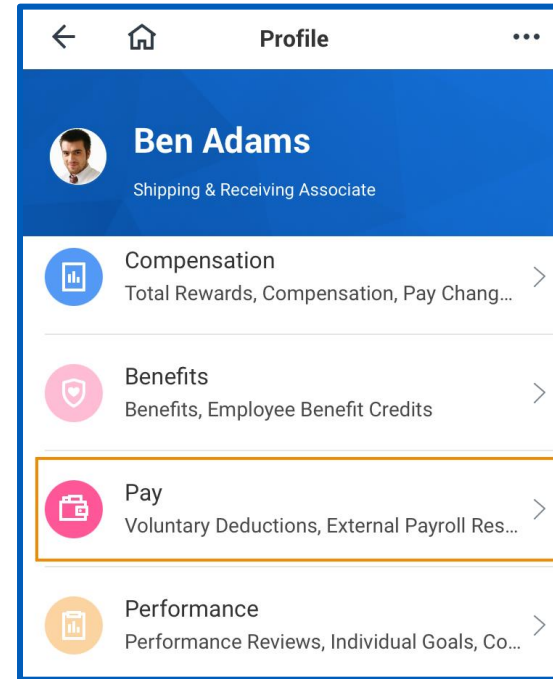 Profile
Ben Adams
Shipping & Receiving Associate
Compensation
Total Rewards, Compensation, Pay Chang...
Benefits
Benefits, Employee Benefit Credits
Pay
Voluntary Deductions, External Payroll Res...
Performance
Performance Reviews, Individual Goals, Co...